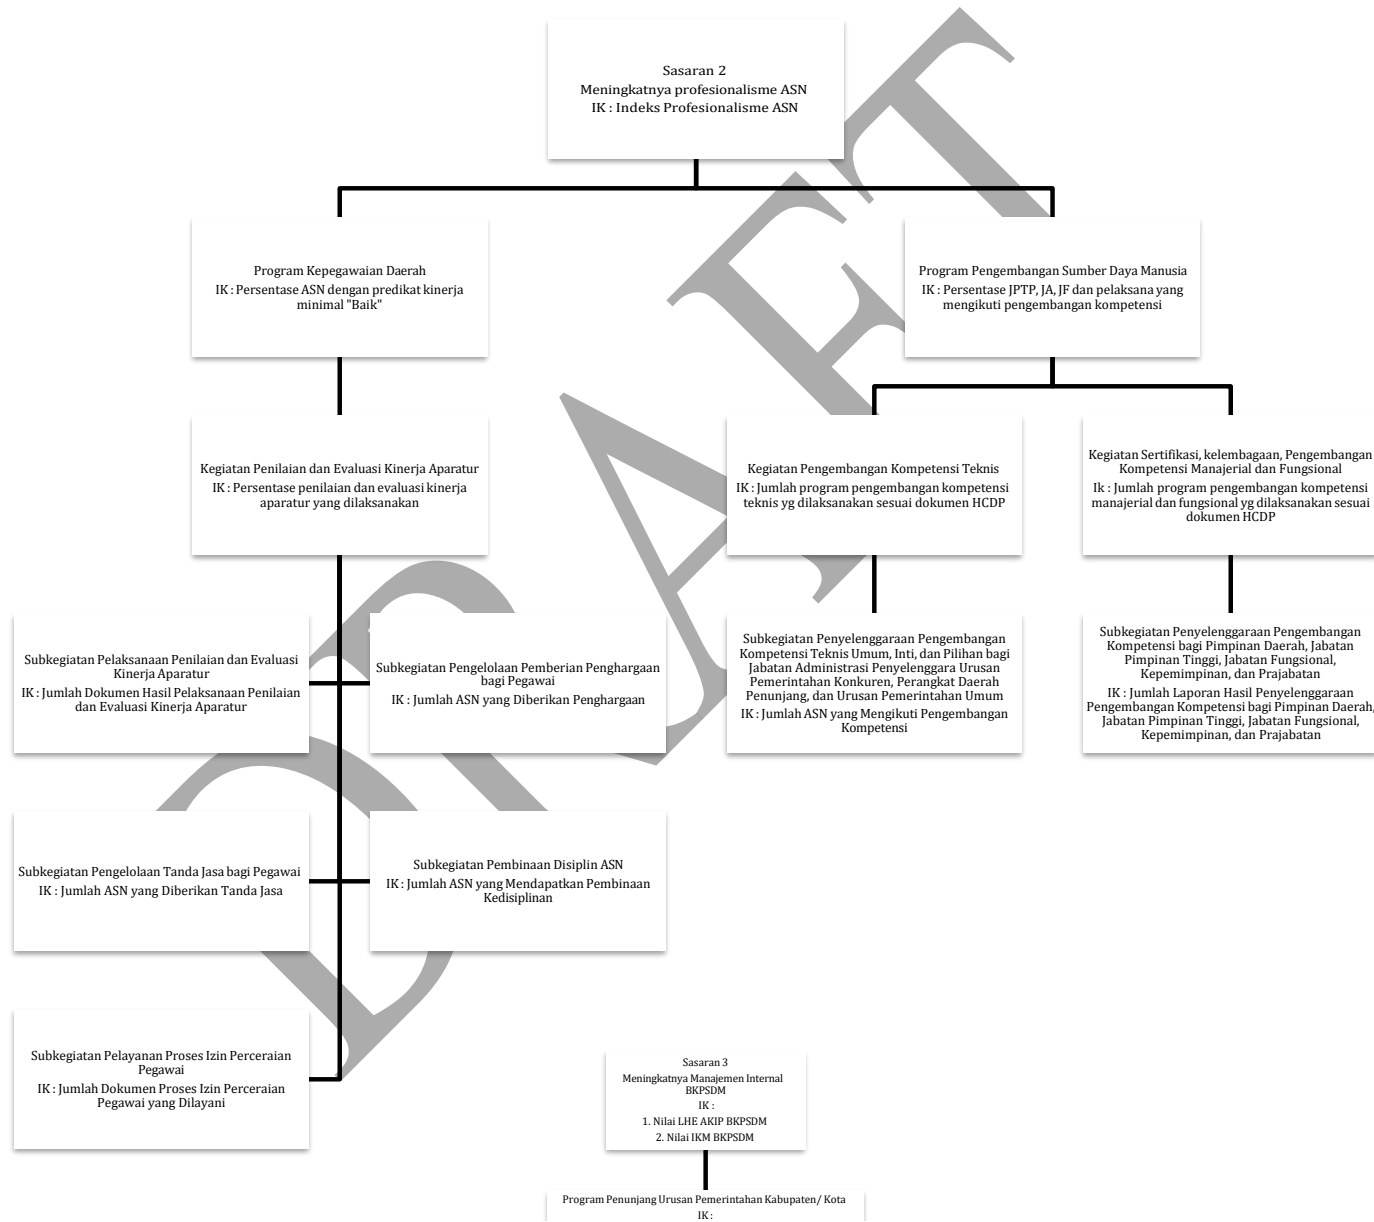 Sasaran 2
Meningkatnya profesionalisme ASN
IK : Indeks Profesionalisme ASN
Program Kepegawaian Daerah
IK : Persentase ASN dengan predikat kinerja
minimal "Baik"
Program Pengembangan Sumber Daya Manusia
IK : Persentase JPTP, JA, JF dan pelaksana yang
mengikuti pengembangan kompetensi
Kegiatan Penilaian dan Evaluasi Kinerja Aparatur
IK : Persentase penilaian dan evaluasi kinerja
aparatur yang dilaksanakan
Kegiatan Pengembangan Kompetensi Teknis
IK : Jumlah program pengembangan kompetensi
teknis yg dilaksanakan sesuai dokumen HCDP
Kegiatan Sertifikasi, kelembagaan, Pengembangan
Kompetensi Manajerial dan Fungsional
Ik : Jumlah program pengembangan kompetensi
manajerial dan fungsional yg dilaksanakan sesuai
dokumen HCDP
Subkegiatan Pelaksanaan Penilaian dan Evaluasi
Kinerja Aparatur
IK : Jumlah Dokumen Hasil Pelaksanaan Penilaian
dan Evaluasi Kinerja Aparatur
Subkegiatan Pengelolaan Pemberian Penghargaan
bagi Pegawai
IK : Jumlah ASN yang Diberikan Penghargaan
Subkegiatan Penyelenggaraan Pengembangan
Kompetensi Teknis Umum, Inti, dan Pilihan bagi
Jabatan Administrasi Penyelenggara Urusan
Pemerintahan Konkuren, Perangkat Daerah
Penunjang, dan Urusan Pemerintahan Umum
IK : Jumlah ASN yang Mengikuti Pengembangan
Kompetensi
Subkegiatan Penyelenggaraan Pengembangan
Kompetensi bagi Pimpinan Daerah, Jabatan
Pimpinan Tinggi, Jabatan Fungsional,
Kepemimpinan, dan Prajabatan
IK : Jumlah Laporan Hasil Penyelenggaraan
Pengembangan Kompetensi bagi Pimpinan Daerah,
Jabatan Pimpinan Tinggi, Jabatan Fungsional,
Kepemimpinan, dan Prajabatan
Subkegiatan Pengelolaan Tanda Jasa bagi Pegawai
IK : Jumlah ASN yang Diberikan Tanda Jasa
Subkegiatan Pembinaan Disiplin ASN
IK : Jumlah ASN yang Mendapatkan Pembinaan
Kedisiplinan
Subkegiatan Pelayanan Proses Izin Perceraian
Pegawai
IK : Jumlah Dokumen Proses Izin Perceraian
Pegawai yang Dilayani
Sasaran 3
Meningkatnya Manajemen Internal
BKPSDM
IK :
1. Nilai LHE AKIP BKPSDM
2. Nilai IKM BKPSDM
Program Penunjang Urusan Pemerintahan Kabupaten/ Kota
IK :
DRAFT